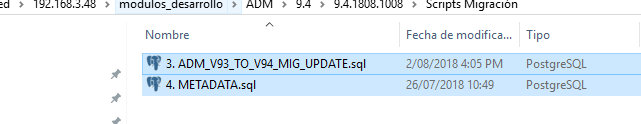 192.168.3.48 > modulos_desarrollo > ADM > 9.4 > 9.4.1808.1008 > Scripts Migración
Nombre Fecha de modifica... Tipo
3. ADM_V93_TO_V94_MIG_UPDATE.sql 2/08/2018 4:05 PM PostgreSQL
4. METADATA.sql 26/07/2018 10:49 PostgreSQL